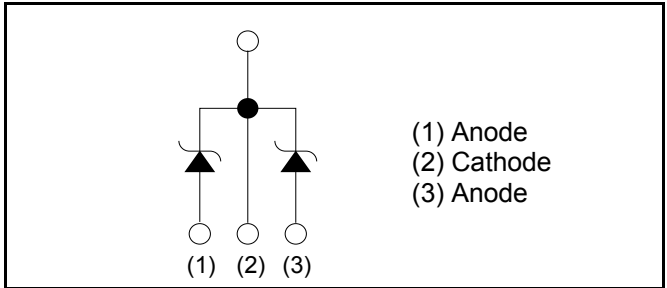 (1) Anode
(2) Cathode
(3) Anode
(1) (2) (3)